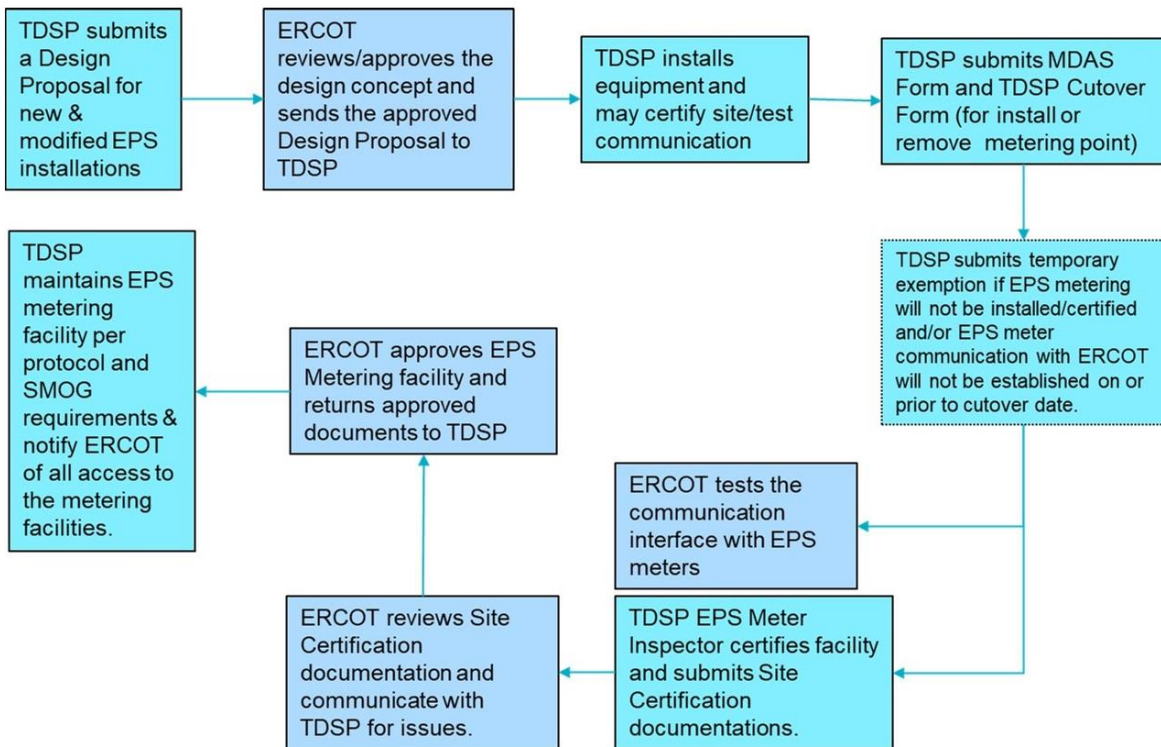 TDSP submits
a Design
Proposal for
new &
modified EPS
installations
ERCOT
reviews/approves the
design concept and
sends the approved
Design Proposal to
TDSP
TDSP installs
equipment and
may certify site/test
communication
TDSP submits MDAS
Form and TDSP Cutover
Form (for install or
remove metering point)
TDSP submits temporary
exemption if EPS metering
will not be installed/certified
and/or EPS meter
communication with ERCOT
will not be established on or
prior to cutover date.
ERCOT tests the
communication
interface with EPS
meters
TDSP EPS Meter
Inspector certifies facility
and submits Site
Certification
documentations.
ERCOT reviews Site
Certification
documentation and
communicate with
TDSP for issues.
ERCOT approves EPS
Metering facility and
returns approved
documents to TDSP
TDSP
maintains EPS
metering
facility per
protocol and
SMOG
requirements &
notify ERCOT
of all access to
the metering
facilities.